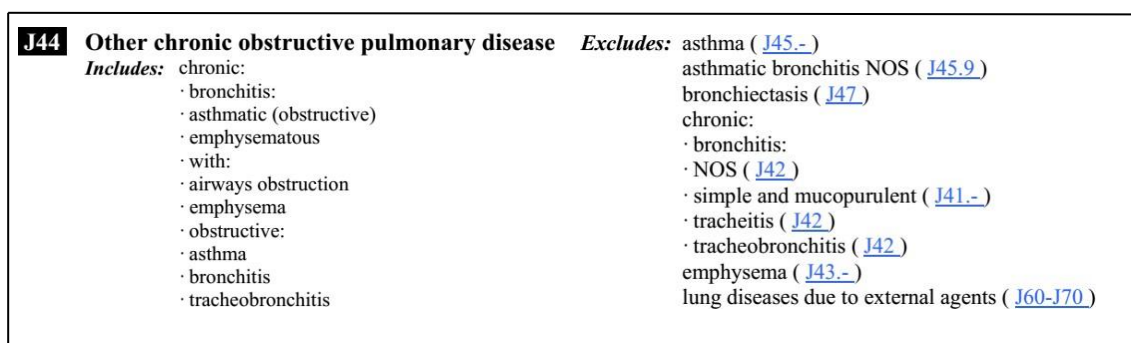 J44 Other chronic obstructive pulmonary disease
Includes: chronic:
· bronchitis:
· asthmatic (obstructive)
· emphysematous
· with:
· airways obstruction
· emphysema
· obstructive:
· asthma
· bronchitis
· tracheobronchitis
Excludes: asthma ( J45.- )
asthmatic bronchitis NOS ( J45.9 )
bronchiectasis ( J47 )
chronic:
· bronchitis:
· NOS ( J42 )
· simple and mucopurulent ( J41.- )
· tracheitis ( J42 )
· tracheobronchitis ( J42 )
emphysema ( J43.- )
lung diseases due to external agents ( J60-J70 )